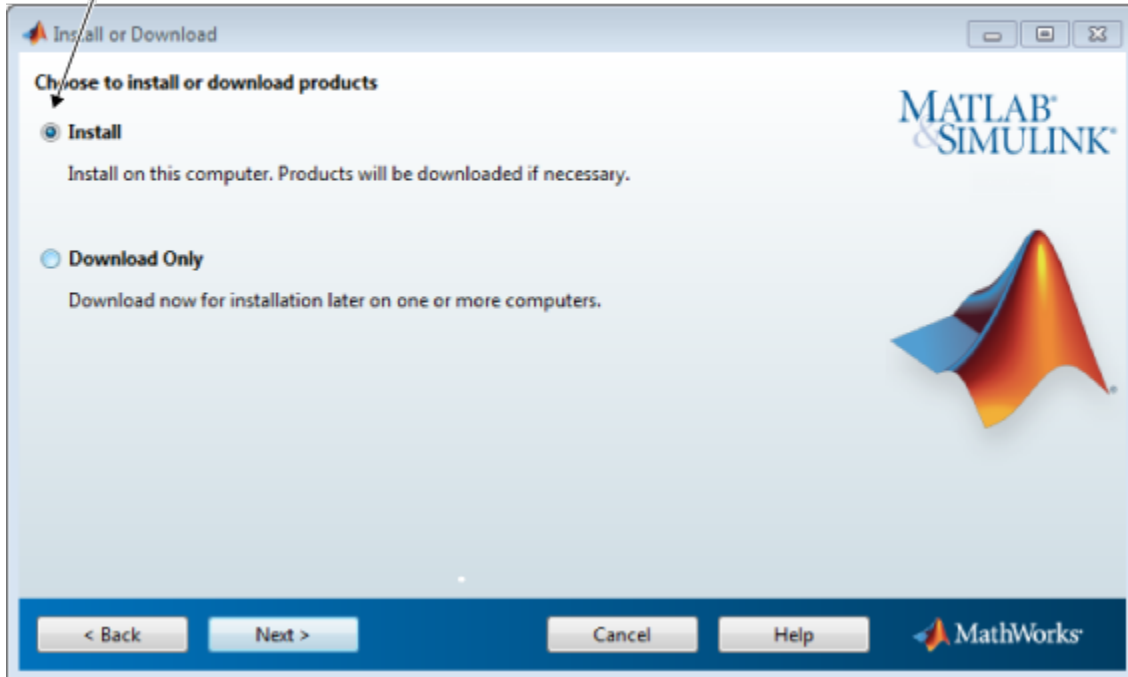 Install or Download
Choose to install or download products
Install
Install on this computer. Products will be downloaded if necessary.
Download Only
Download now for installation later on one or more computers.
MATLAB®
&SIMULINK®
< Back
Next >
Cancel
Help
MathWorks®